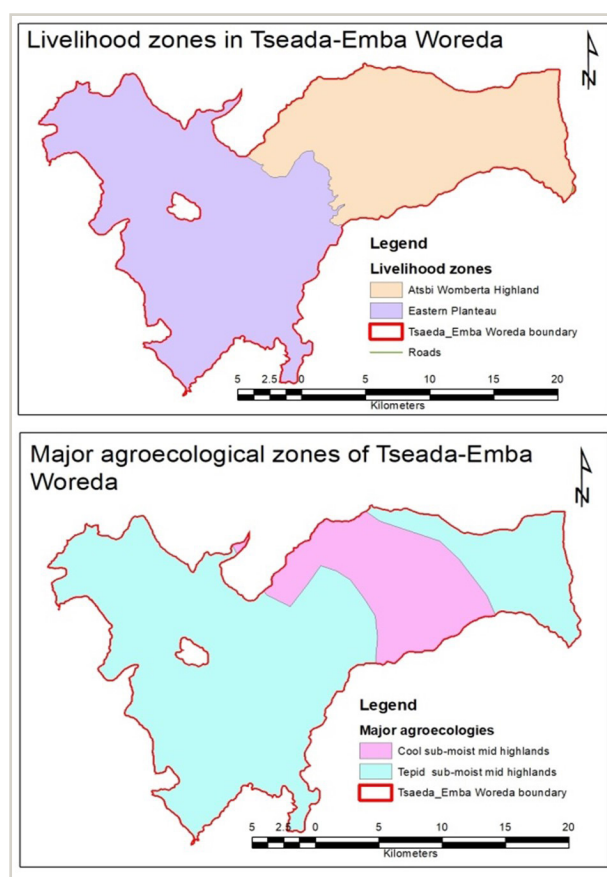 Livelihood zones in Tseada-Emba Woreda
N
Legend
Livelihood zones
Atsbi Womberta Highland
Eastern Planteau
Tsaeda_Emba Woreda boundary
Roads
5 2.5 0 5 10 15 20
Kilometers
Major agroecological zones of Tseada-Emba
Woreda
N
Legend
Major agroecologies
Cool sub-moist mid highlands
Tepid sub-moist mid highlands
Tsaeda_Emba Woreda boundary
5 2.5 0 5 10 15 20
Kilometers